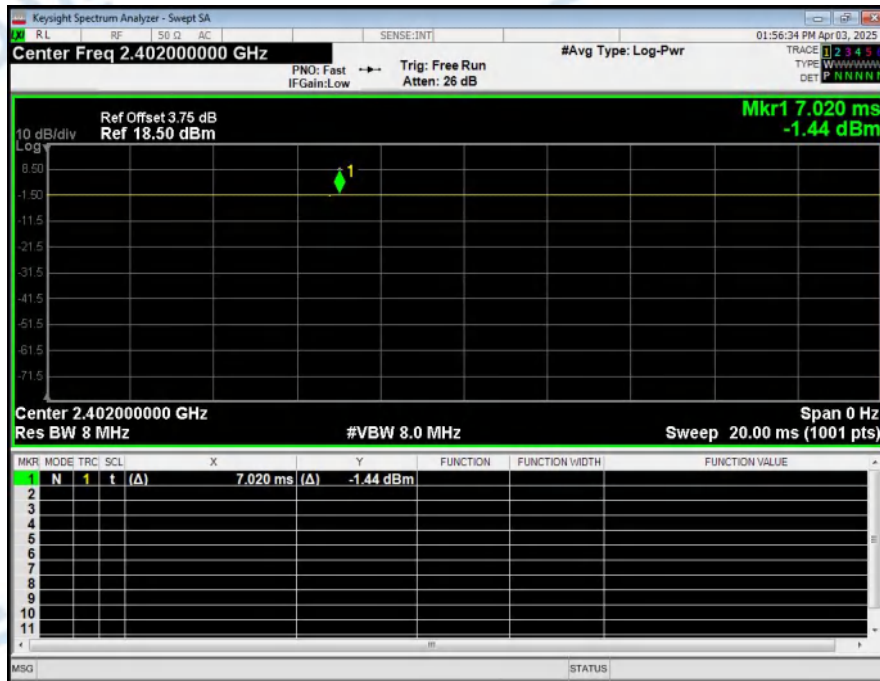 Keysight Spectrum Analyzer - Swept SA
LXI RL RF 50 Ω AC SENSE:INT 01:56:34 PM Apr 03, 2025
Center Freq 2.402000000 GHz #Avg Type: Log-Pwr TRACE 1 2 3 4 5
PNO: Fast Trig: Free Run TYPE
IFGain:Low Atten: 26 dB DET P N N N N
Mkr1 7.020 ms
Ref Offset 3.75 dB
10 dB/div Ref 18.50 dBm -1.44 dBm
Log
8.50
1
-1.50
-11.5
-21.5
-31.5
-41.5
-51.5
-61.5
-71.5
Center 2.402000000 GHz Span 0 Hz
Res BW 8 MHz #VBW 8.0 MHz Sweep 20.00 ms (1001 pts)
MKR MODE TRC SCL X Y FUNCTION FUNCTION WIDTH FUNCTION VALUE
1 N 1 t (Δ) 7.020 ms (Δ) -1.44 dBm
2
3
4
5
6
7
8
9
10
11
MSG STATUS